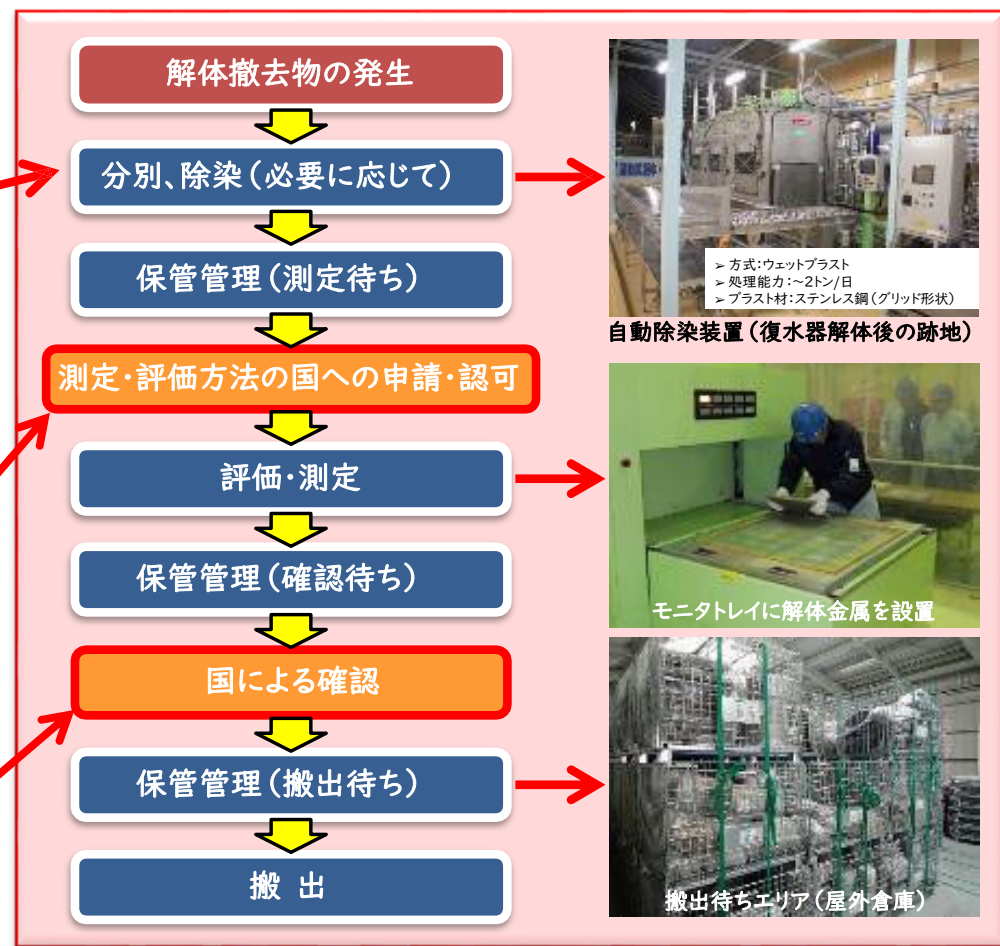 解体撤去物の発生
分別、除染(必要に応じて)
保管管理(測定待ち)
測定・評価方法の国への申請・認可
評価・測定
保管管理(確認待ち)
国による確認
保管管理(搬出待ち)
搬 出
➢ 方式:ウェットブラスト
➢ 処理能力:~2トン/日
➢ ブラスト材:ステンレス鋼(グリッド形状)
自動除染装置(復水器解体後の跡地)
モニタトレイに解体金属を設置
搬出待ちエリア(屋外倉庫)